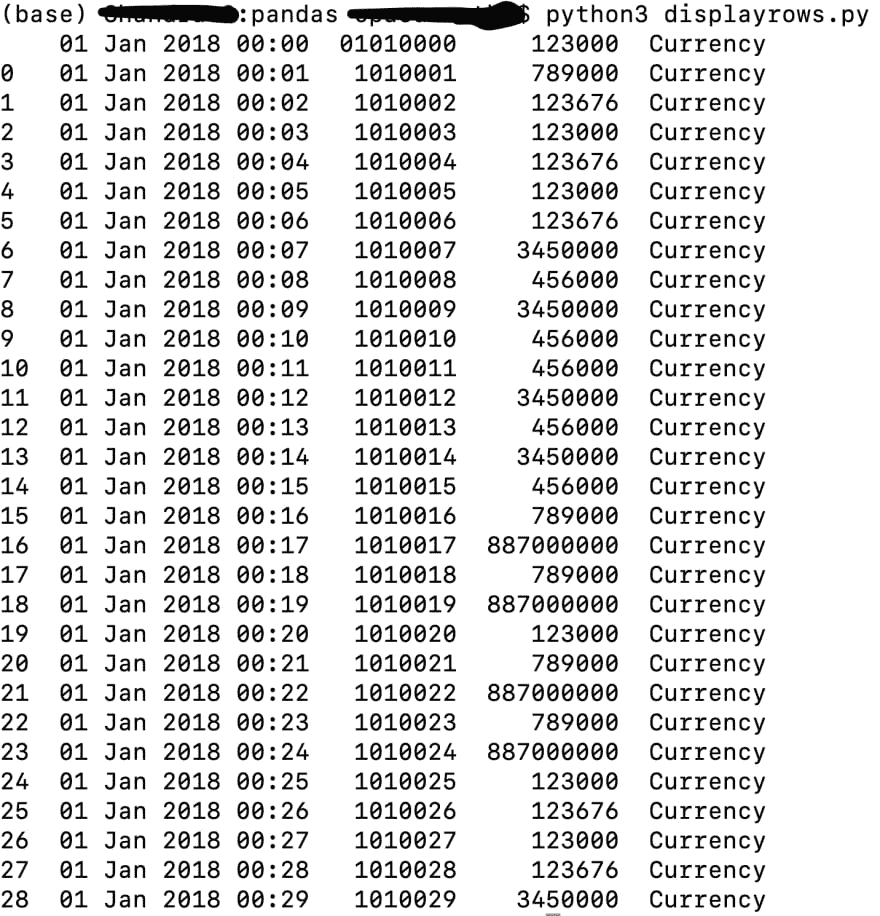 (base) :pandas $ python3 displayrows.py
01 Jan 2018 00:00 01010000 123000 Currency
0 01 Jan 2018 00:01 1010001 789000 Currency
1 01 Jan 2018 00:02 1010002 123676 Currency
2 01 Jan 2018 00:03 1010003 123000 Currency
3 01 Jan 2018 00:04 1010004 123676 Currency
4 01 Jan 2018 00:05 1010005 123000 Currency
5 01 Jan 2018 00:06 1010006 123676 Currency
6 01 Jan 2018 00:07 1010007 3450000 Currency
7 01 Jan 2018 00:08 1010008 456000 Currency
8 01 Jan 2018 00:09 1010009 3450000 Currency
9 01 Jan 2018 00:10 1010010 456000 Currency
10 01 Jan 2018 00:11 1010011 456000 Currency
11 01 Jan 2018 00:12 1010012 3450000 Currency
12 01 Jan 2018 00:13 1010013 456000 Currency
13 01 Jan 2018 00:14 1010014 3450000 Currency
14 01 Jan 2018 00:15 1010015 456000 Currency
15 01 Jan 2018 00:16 1010016 789000 Currency
16 01 Jan 2018 00:17 1010017 887000000 Currency
17 01 Jan 2018 00:18 1010018 789000 Currency
18 01 Jan 2018 00:19 1010019 887000000 Currency
19 01 Jan 2018 00:20 1010020 123000 Currency
20 01 Jan 2018 00:21 1010021 789000 Currency
21 01 Jan 2018 00:22 1010022 887000000 Currency
22 01 Jan 2018 00:23 1010023 789000 Currency
23 01 Jan 2018 00:24 1010024 887000000 Currency
24 01 Jan 2018 00:25 1010025 123000 Currency
25 01 Jan 2018 00:26 1010026 123676 Currency
26 01 Jan 2018 00:27 1010027 123000 Currency
27 01 Jan 2018 00:28 1010028 123676 Currency
28 01 Jan 2018 00:29 1010029 3450000 Currency